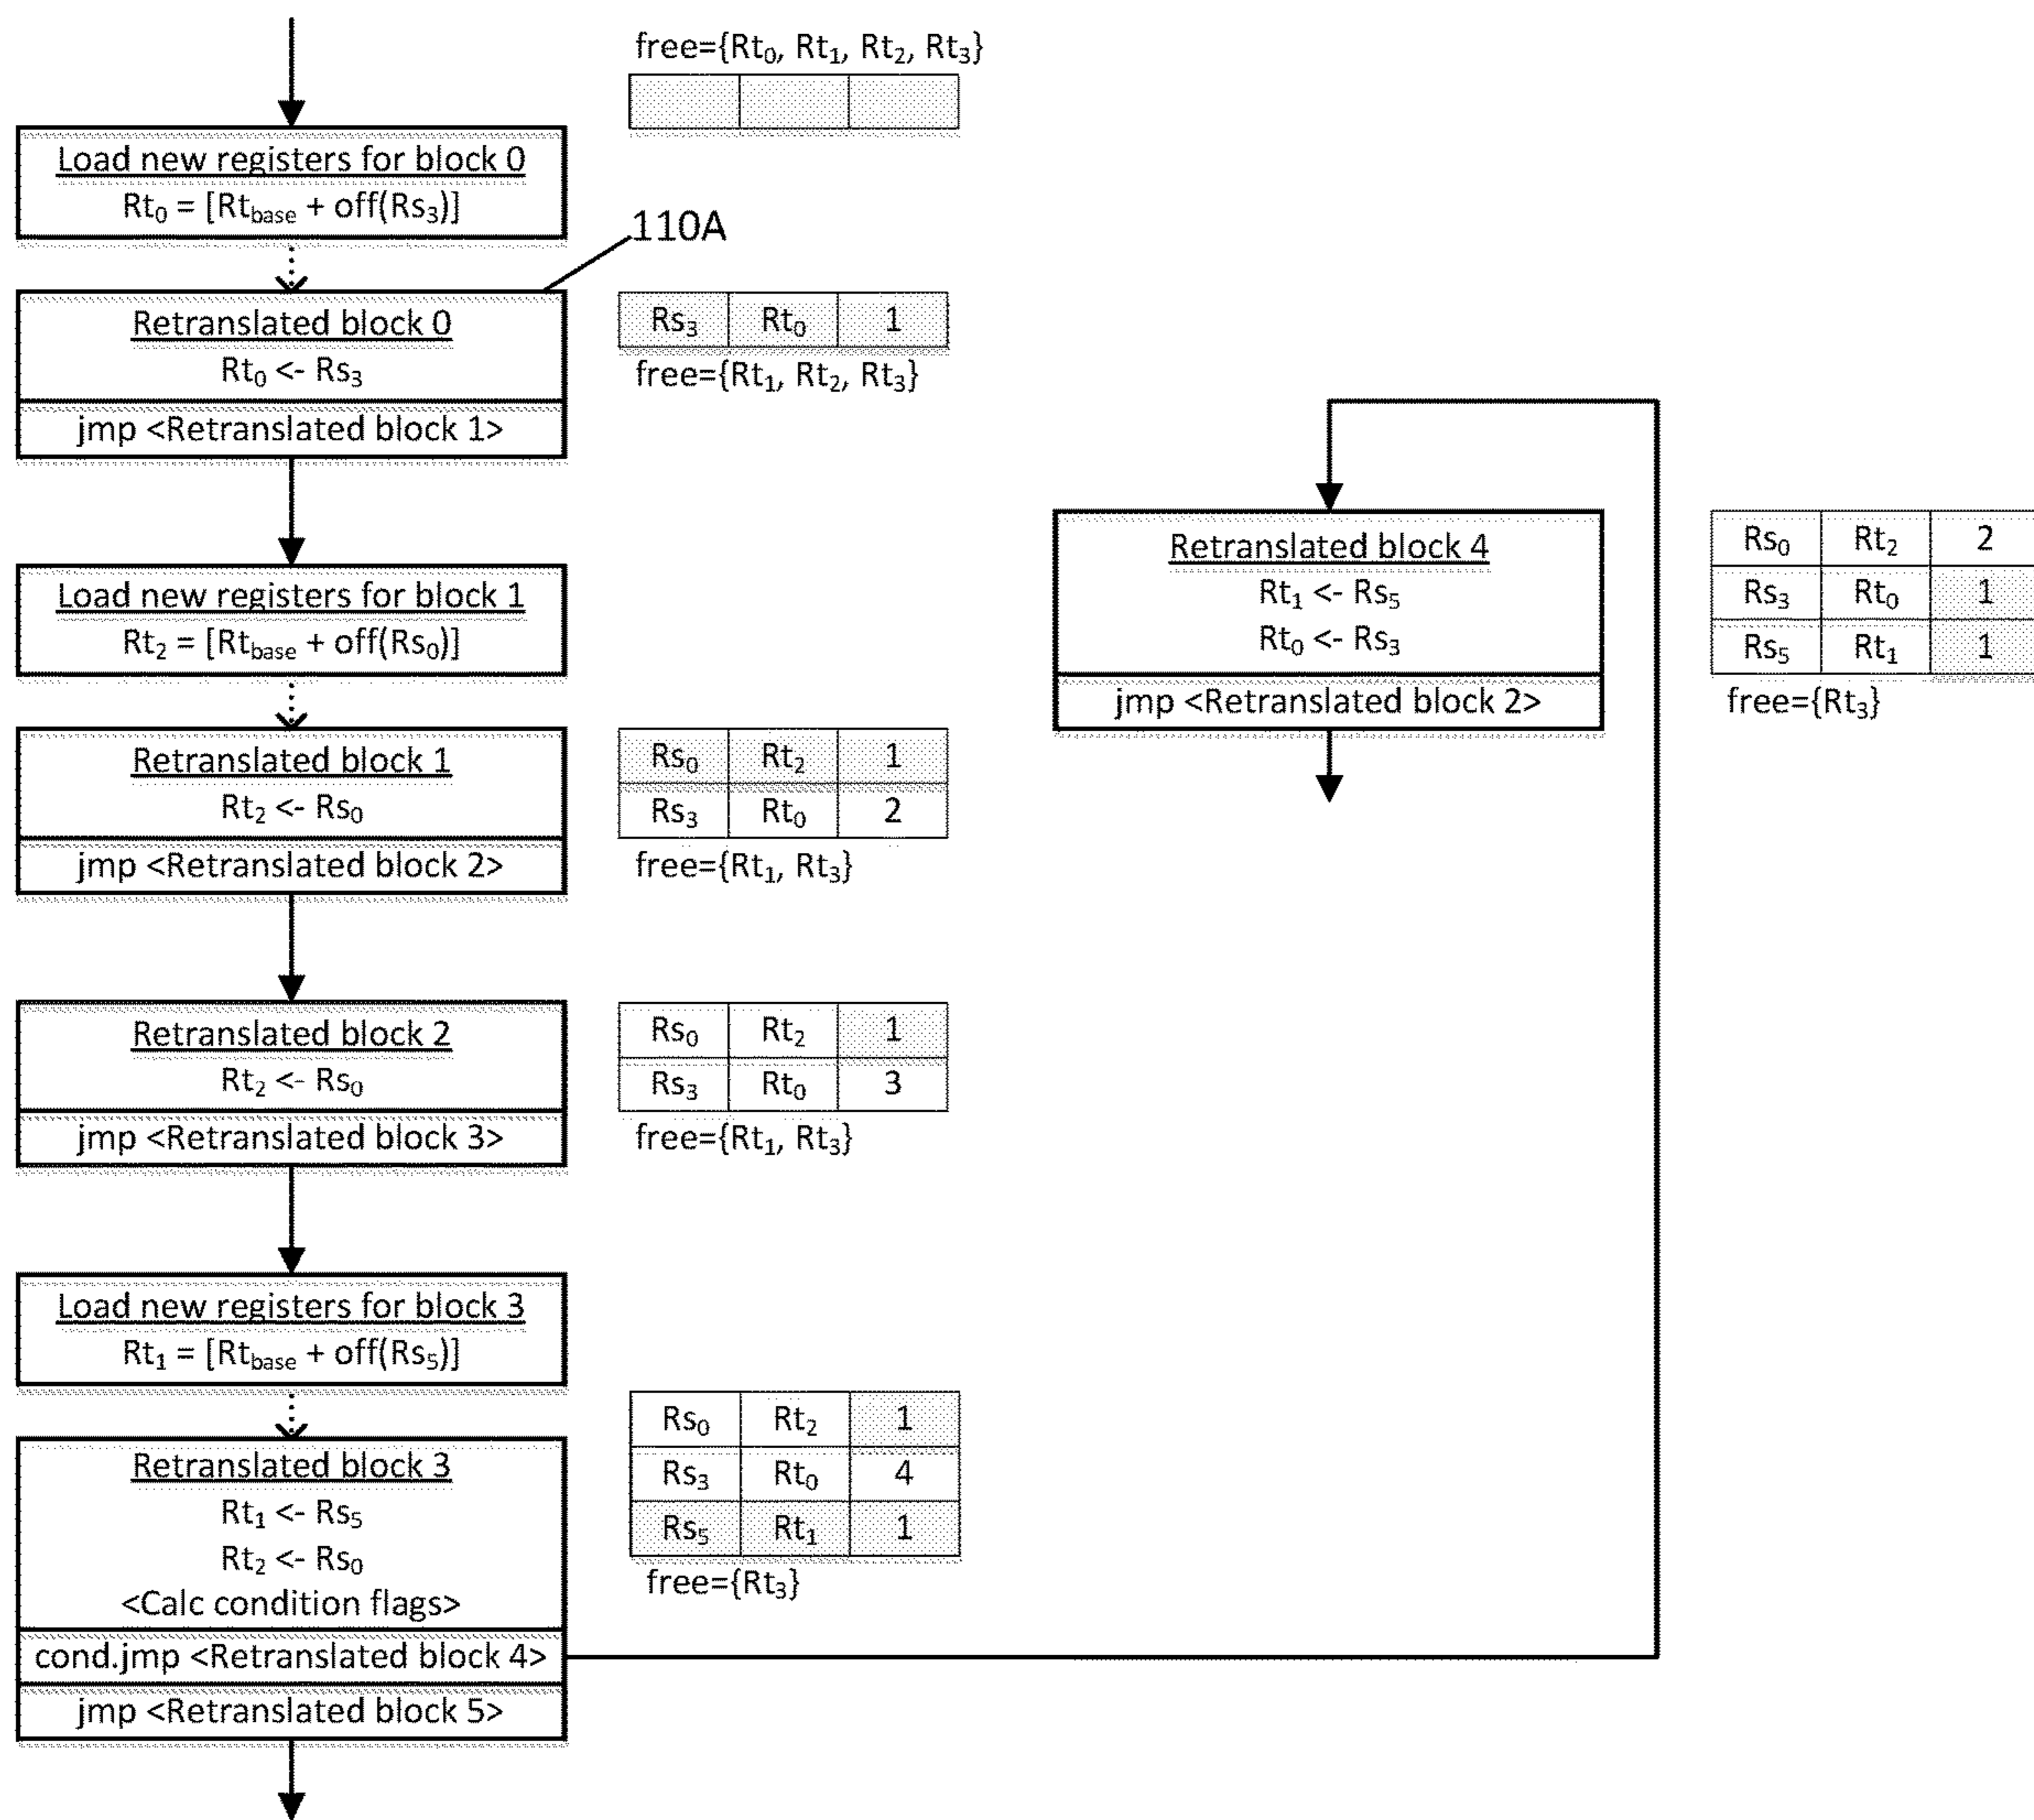 free={Rt₀, Rt₁, Rt₂, Rt₃}
Load new registers for block 0
Rt₀ = [Rt_base + off(Rs₃)]
110A
Retranslated block 0
Rt₀ <- Rs₃
jmp <Retranslated block 1>
Rs₃ Rt₀ 1
free={Rt₁, Rt₂, Rt₃}
Load new registers for block 1
Rt₂ = [Rt_base + off(Rs₀)]
Retranslated block 1
Rt₂ <- Rs₀
jmp <Retranslated block 2>
Rs₀ Rt₂ 1
Rs₃ Rt₀ 2
free={Rt₁, Rt₃}
Retranslated block 2
Rt₂ <- Rs₀
jmp <Retranslated block 3>
Rs₀ Rt₂ 1
Rs₃ Rt₀ 3
free={Rt₁, Rt₃}
Load new registers for block 3
Rt₁ = [Rt_base + off(Rs₅)]
Retranslated block 3
Rt₁ <- Rs₅
Rt₂ <- Rs₀
<Calc condition flags>
cond.jmp <Retranslated block 4>
jmp <Retranslated block 5>
Rs₀ Rt₂ 1
Rs₃ Rt₀ 4
Rs₅ Rt₁ 1
free={Rt₃}
Retranslated block 4
Rt₁ <- Rs₅
Rt₀ <- Rs₃
jmp <Retranslated block 2>
Rs₀ Rt₂ 2
Rs₃ Rt₀ 1
Rs₅ Rt₁ 1
free={Rt₃}